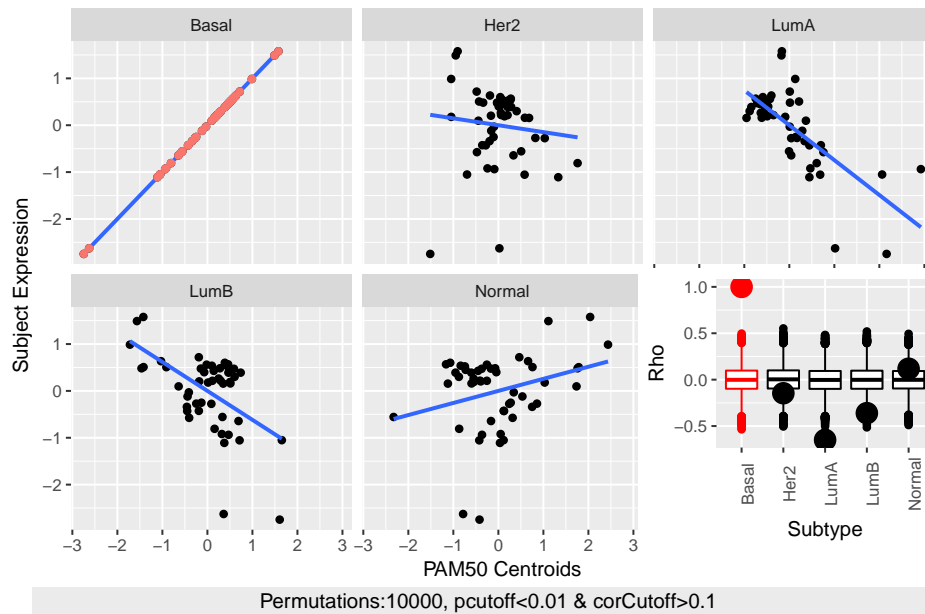 Basal Her2 LumA
1
0
−1
−2
Subject Expression
LumB Normal
1
0
−1
−2
−3 −2 −1 0 1 2 3 −3 −2 −1 0 1 2 3
PAM50 Centroids
1.0
0.5
0.0
−0.5
Rho
Basal Her2 LumA LumB Normal
Subtype
Permutations:10000, pcutoff<0.01 & corCutoff>0.1